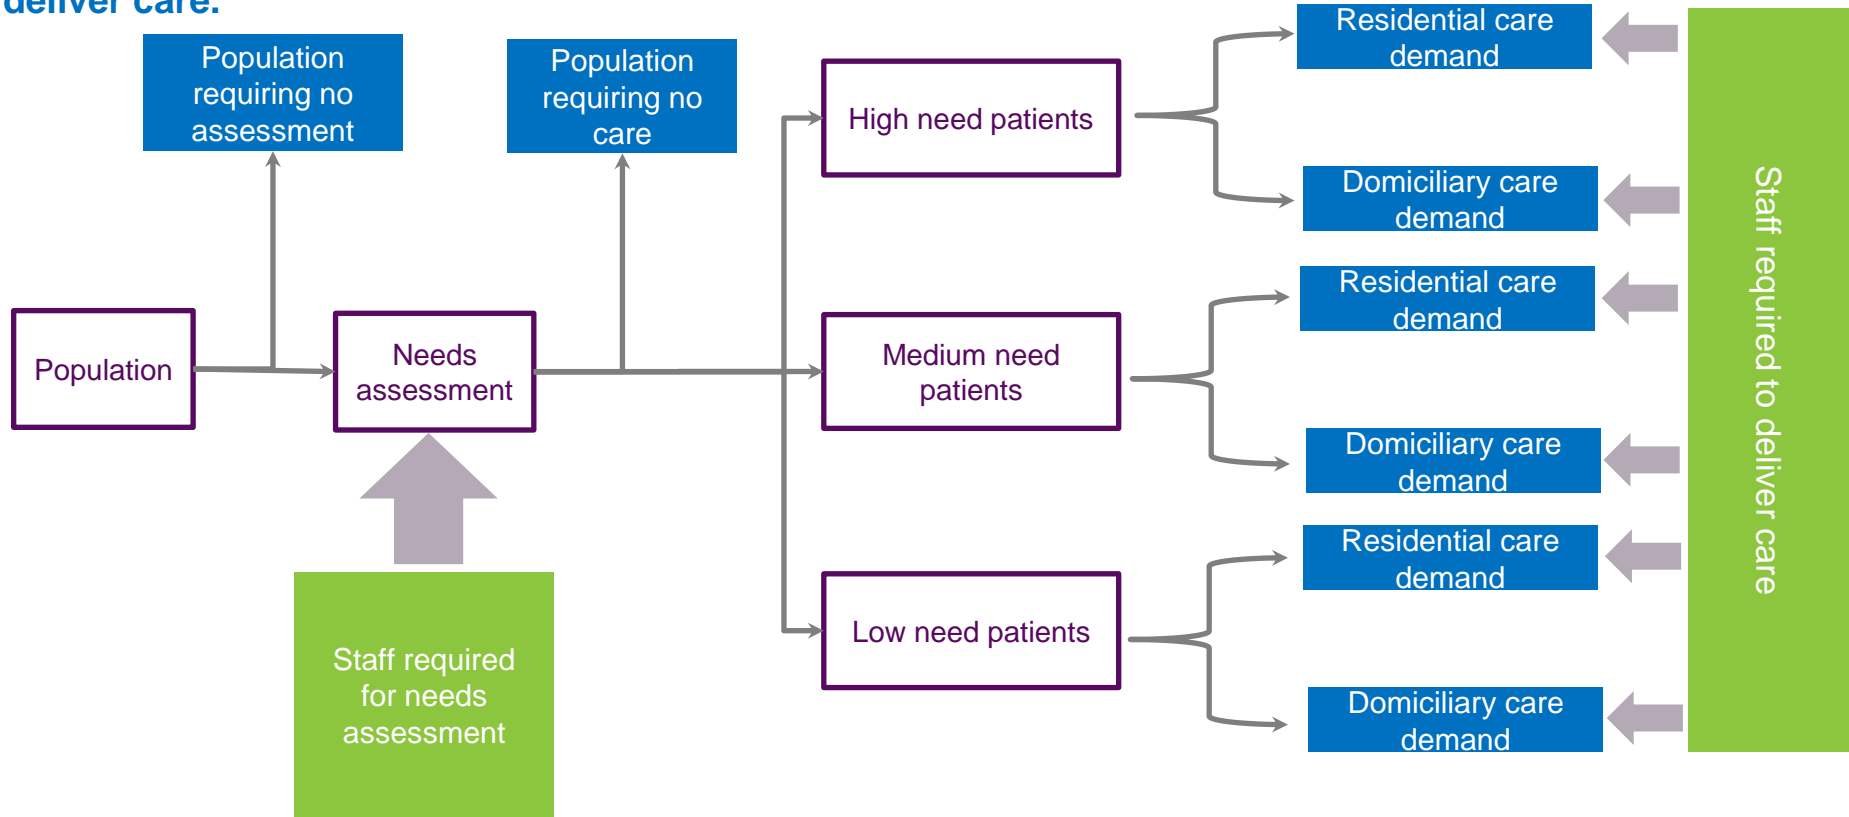 deliver care.
Population
requiring no
assessment
Population
requiring no
care
Residential care
demand
High need patients
Domiciliary care
demand
Population
Needs
assessment
Medium need
patients
Residential care
demand
Domiciliary care
demand
Staff required
for needs
assessment
Low need patients
Residential care
demand
Domiciliary care
demand
Staff required to deliver care